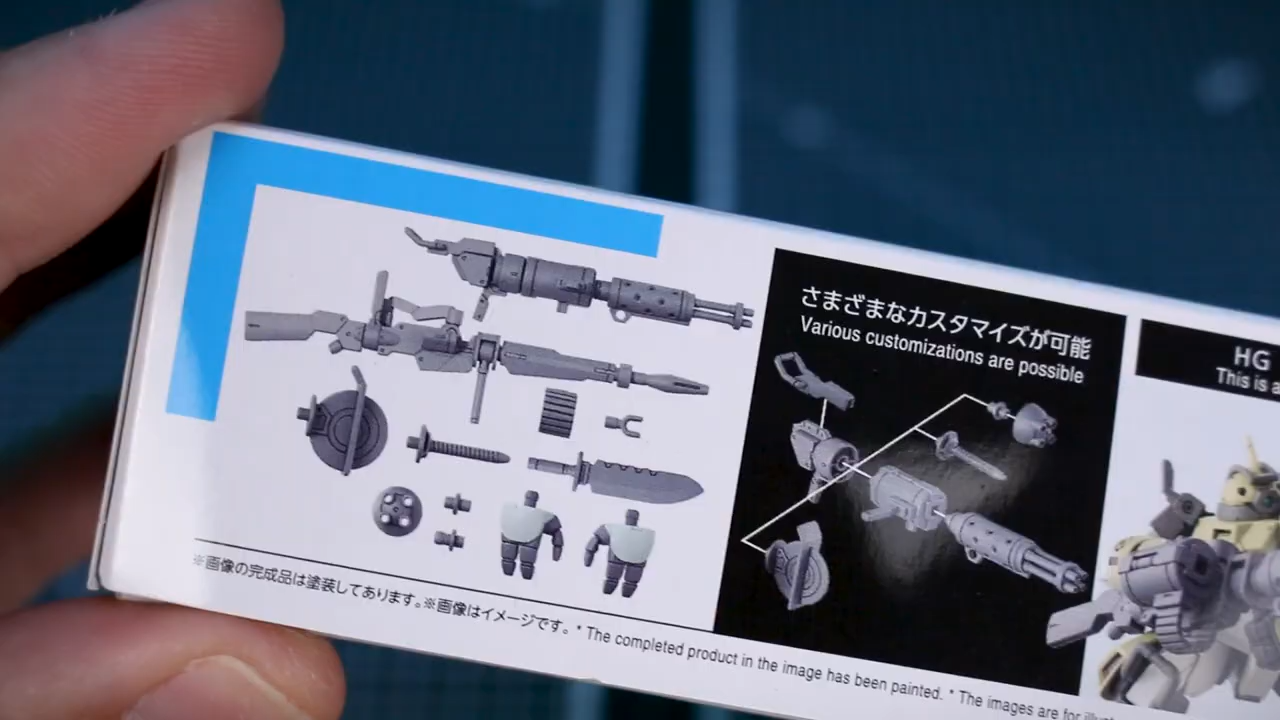 さまざまなカスタマイズが可能
Various customizations are possible
HG
This is a
※画像の完成品は塗装してあります。※画像はイメージです。 * The completed product in the image has been painted. * The images are for illust